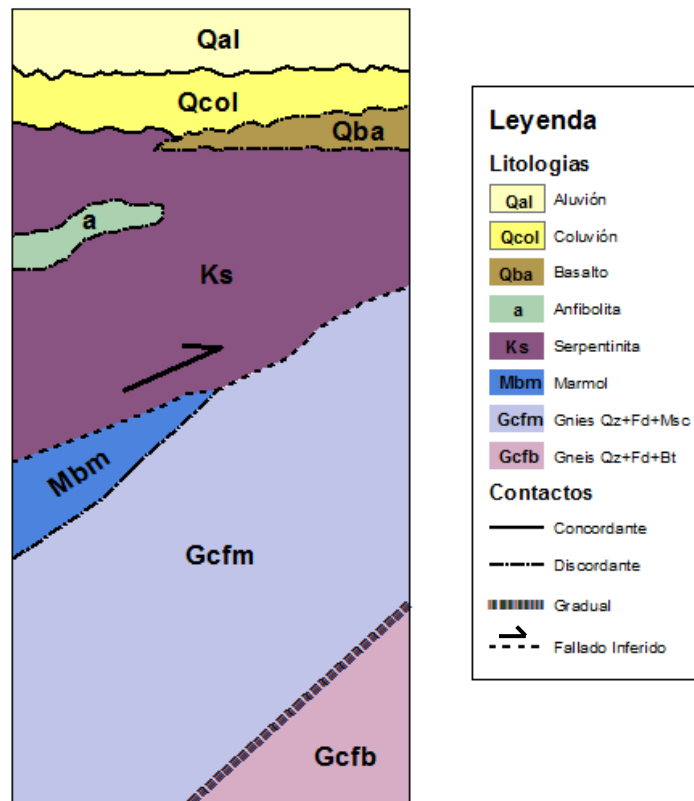 Qal
Qcol
Qba
a
Ks
Mbm
Gcfm
Gcfb
Leyenda
Litologias
Qal Aluvión
Qcol Coluvión
Qba Basalto
a Anfibolita
Ks Serpentinita
Mbm Marmol
Gcfm Gnies Qz+Fd+Msc
Gcfb Gneis Qz+Fd+Bt
Contactos
Concordante
Discordante
Gradual
Fallado Inferido